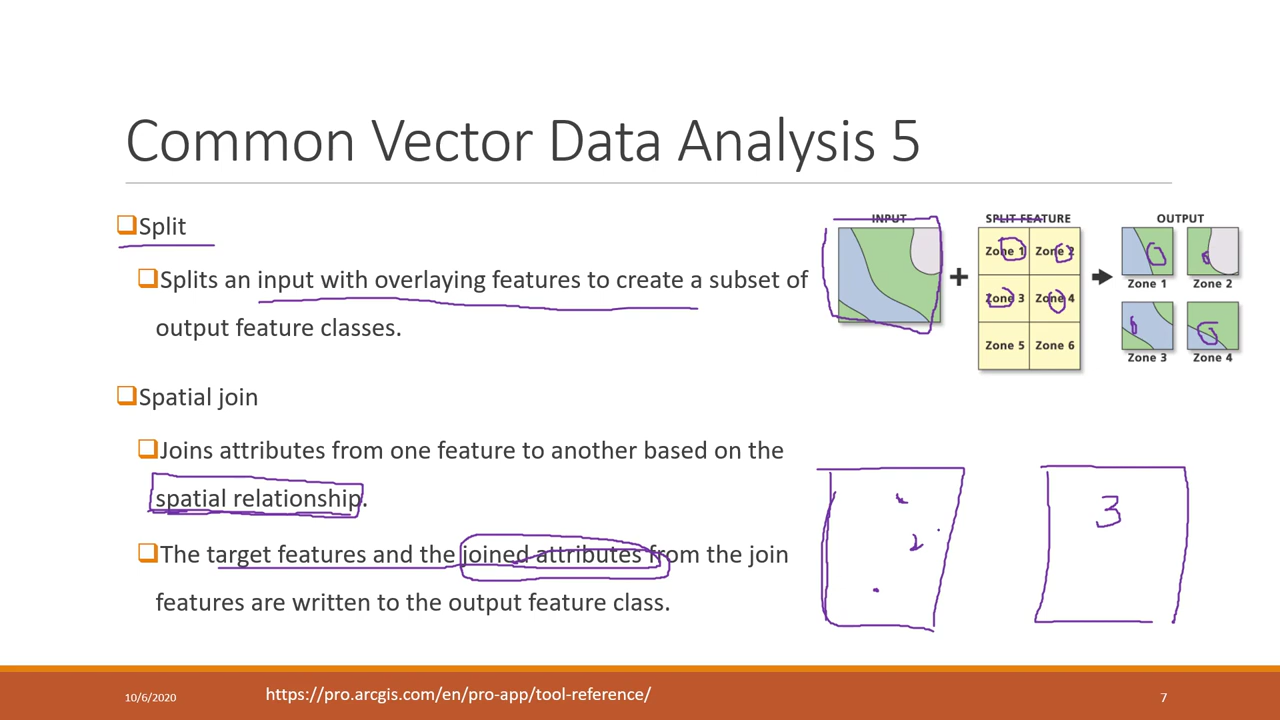 Common Vector Data Analysis 5
Split
Splits an input with overlaying features to create a subset of
output feature classes.
Spatial join
Joins attributes from one feature to another based on the
spatial relationship.
The target features and the joined attributes from the join
features are written to the output feature class.
INPUT
SPLIT FEATURE
OUTPUT
Zone 1 Zone 2
Zone 3 Zone 4
Zone 5 Zone 6
Zone 1 Zone 2
Zone 3 Zone 4
2
3
10/6/2020
https://pro.arcgis.com/en/pro-app/tool-reference/
7